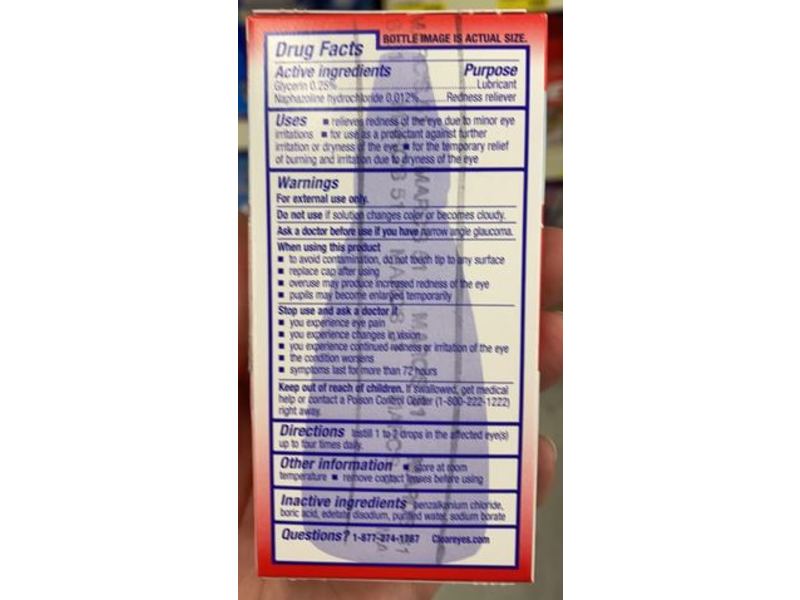 BOTTLE IMAGE IS ACTUAL SIZE.
Drug Facts
Active ingredients Purpose
Glycerin 0.25% Lubricant
Naphazoline hydrochloride 0.012% Redness reliever
Uses ■ relieves redness of the eye due to minor eye
irritations ■ for use as a protectant against further
irritation or dryness of the eye ■ for the temporary relief
of burning and irritation due to dryness of the eye
Warnings
For external use only.
Do not use if solution changes color or becomes cloudy.
Ask a doctor before use if you have narrow angle glaucoma.
When using this product
■ to avoid contamination, do not touch tip to any surface
■ replace cap after using
■ overuse may produce increased redness of the eye
■ pupils may become enlarged temporarily
Stop use and ask a doctor if
■ you experience eye pain
■ you experience changes in vision
■ you experience continued redness or irritation of the eye
■ the condition worsens
■ symptoms last for more than 72 hours
Keep out of reach of children. If swallowed, get medical
help or contact a Poison Control Center (1-800-222-1222)
right away.
Directions Instill 1 to 2 drops in the affected eye(s)
up to four times daily.
Other information ■ store at room
temperature ■ remove contact lenses before using
Inactive ingredients benzalkonium chloride,
boric acid, edetate disodium, purified water, sodium borate
Questions? 1-877-274-1787 Cleareyes.com